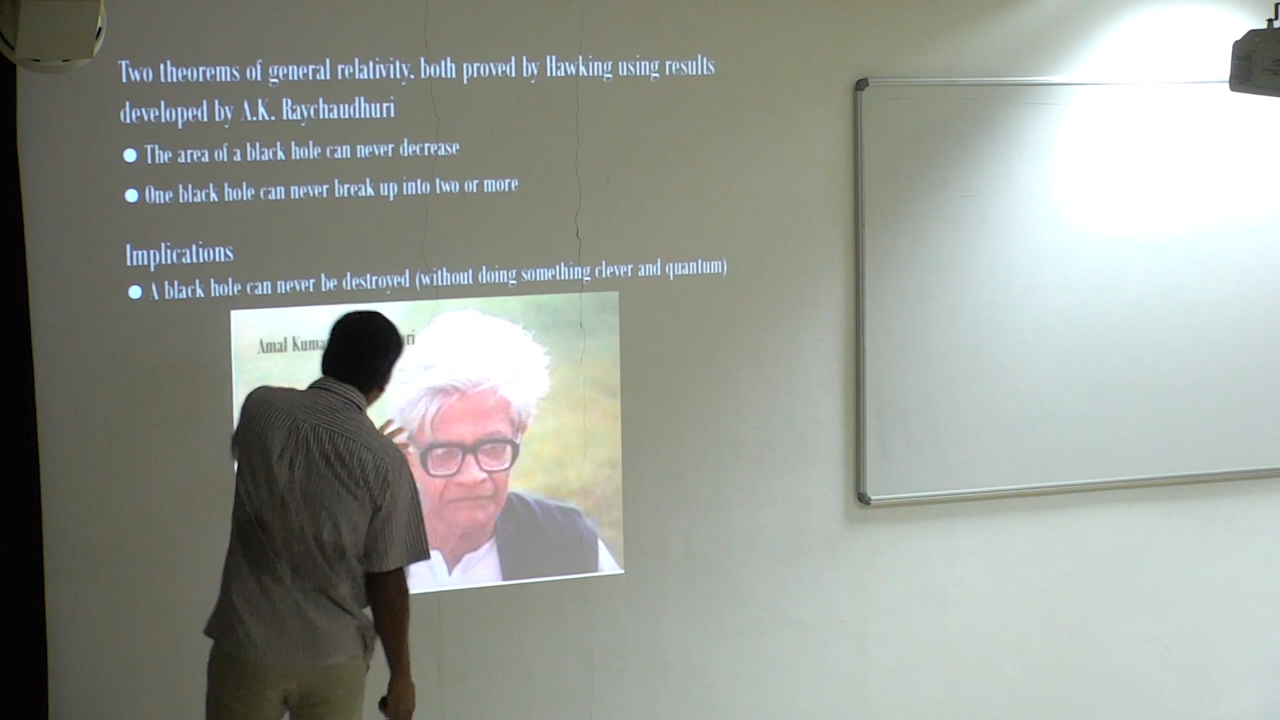 Two theorems of general relativity. both proved by Hawking using results
developed by A.K. Raychaudhuri
● The area of a black hole can never decrease
● One black hole can never break up into two or more
Implications
● A black hole can never be destroyed (without doing something clever and quantum)
Amal